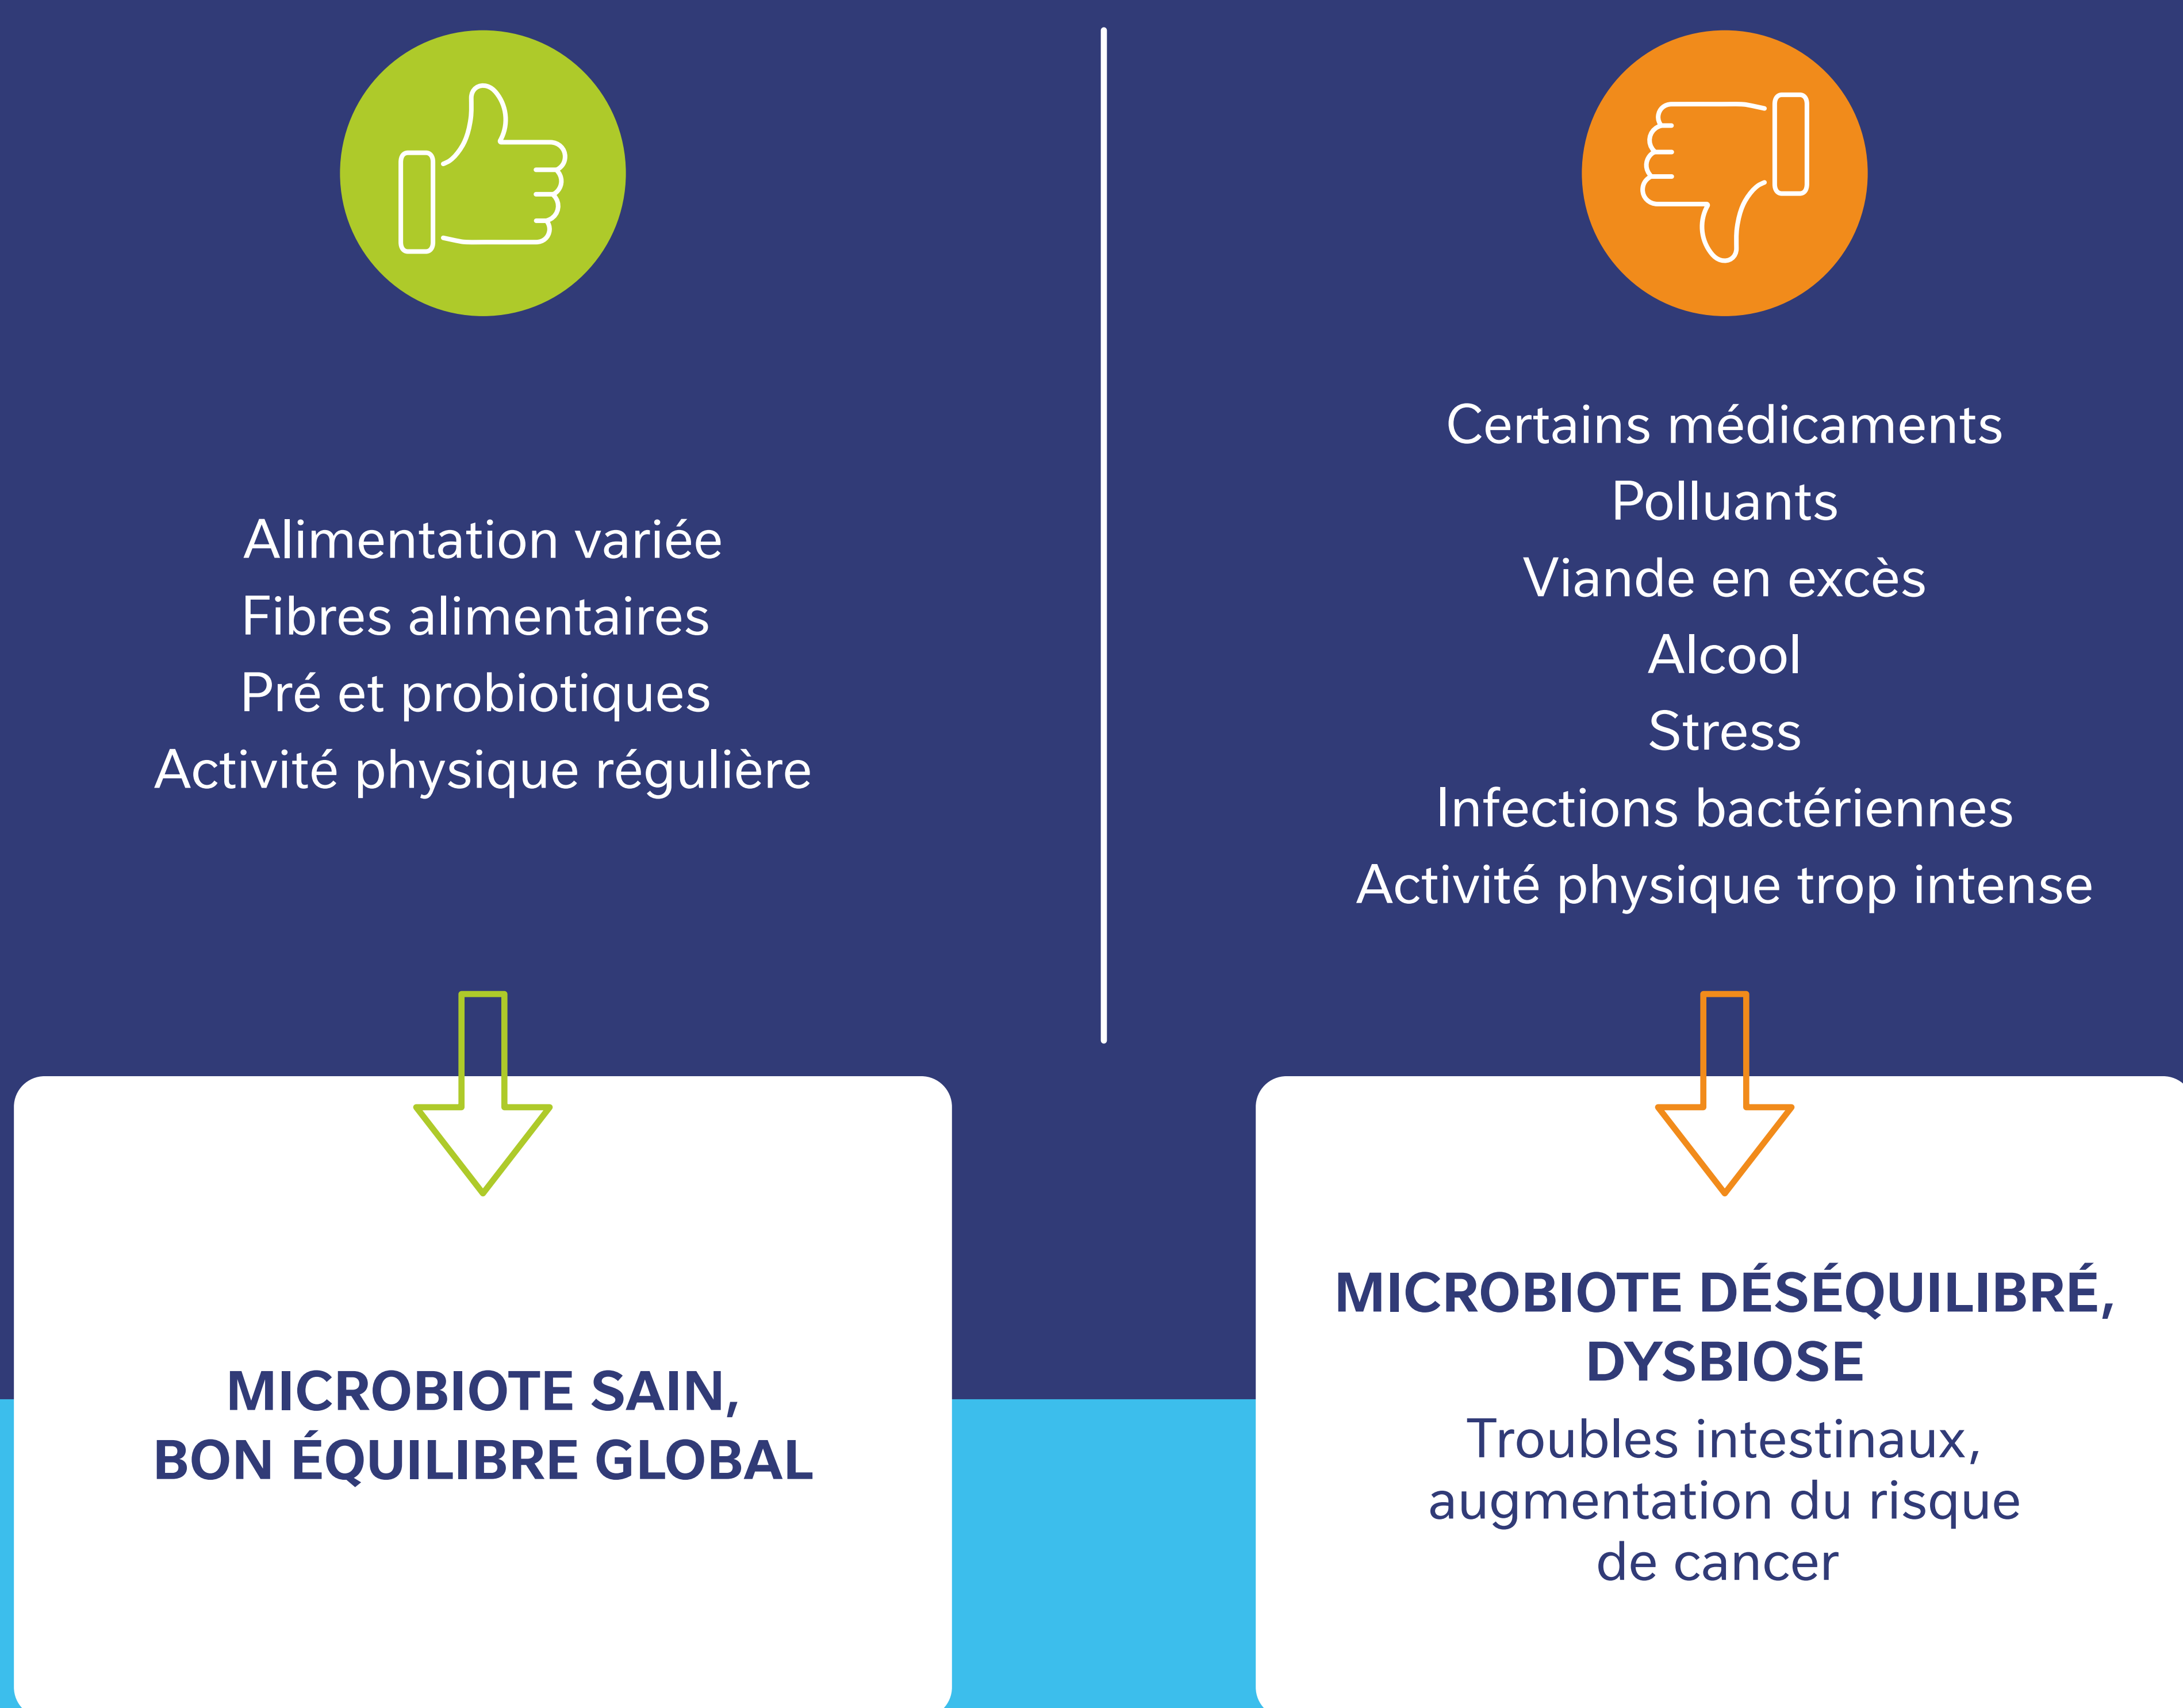 Alimentation variée
Fibres alimentaires
Pré et probiotiques
Activité physique régulière
MICROBIOTE SAIN,
BON ÉQUILIBRE GLOBAL
Certains médicaments
Polluants
Viande en excès
Alcool
Stress
Infections bactériennes
Activité physique trop intense
MICROBIOTE DÉSÉQUILIBRÉ,
DYSBIOSE
Troubles intestinaux,
augmentation du risque
de cancer